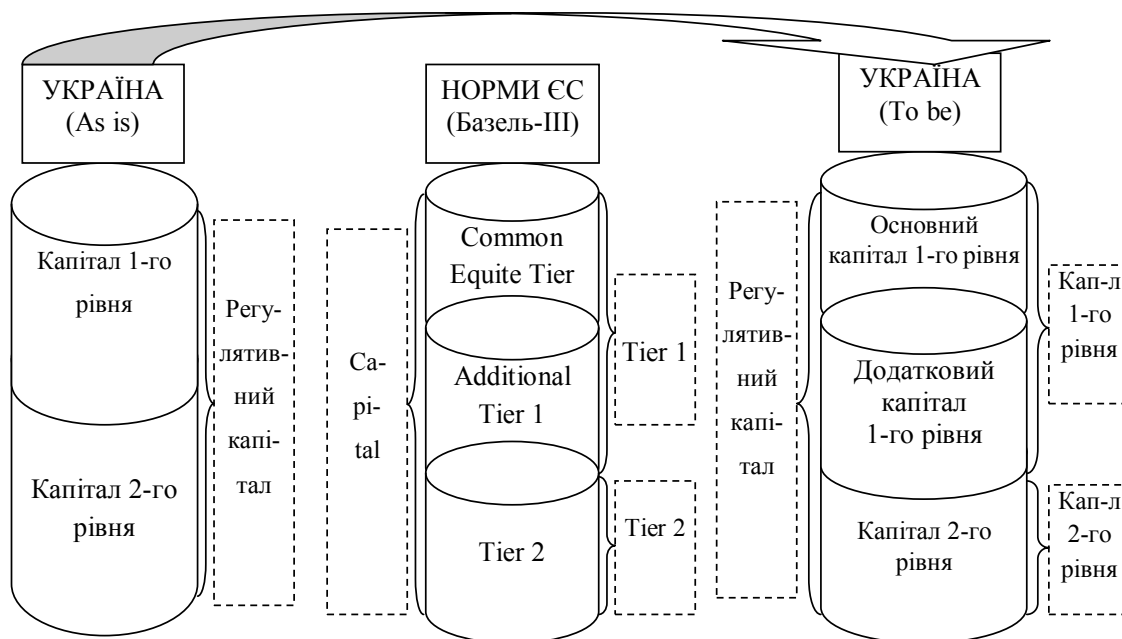 УКРАЇНА
(As is)
НОРМИ ЄС
(Базель-III)
УКРАЇНА
(To be)
Капітал 1-го
рівня
Капітал 2-го
рівня
Регу-
лятив-
ний
капі-
тал
Ca-
pi-
tal
Common
Equite Tier
Additional
Tier 1
Tier 2
Tier 1
Tier 2
Регу-
лятив-
ний
капі-
тал
Основний
капітал 1-го рівня
Додатковий
капітал
1-го рівня
Капітал 2-го
рівня
Кап-л
1-го
рівня
Кап-л
2-го
рівня